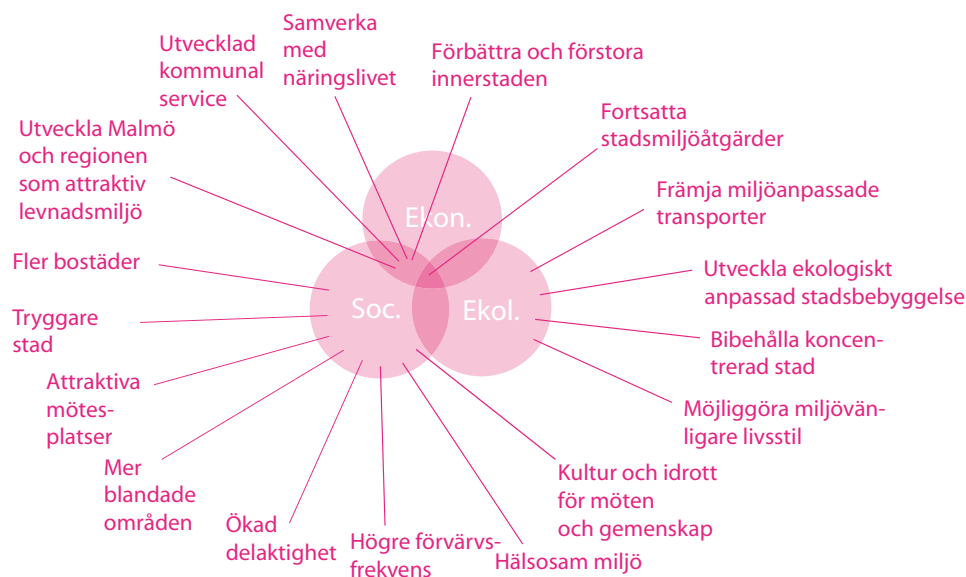 Samverka
med
näringslivet
Utvecklad
kommunal
service
Förbättra och förstora
innerstaden
Fortsatta
stadsmiljöåtgärder
Utveckla Malmö
och regionen
som attraktiv
levnadsmiljö
Främja miljöanpassade
transporter
Ekon.
Fler bostäder
Utveckla ekologiskt
anpassad stadsbebyggelse
Soc.
Ekol.
Tryggare
stad
Bibehålla koncen-
trerad stad
Attraktiva
mötes-
platser
Möjliggöra miljövän-
ligare livsstil
Mer
blandade
områden
Kultur och idrott
för möten
och gemenskap
Ökad
delaktighet
Högre förvärvs-
frekvens
Hälsosam miljö